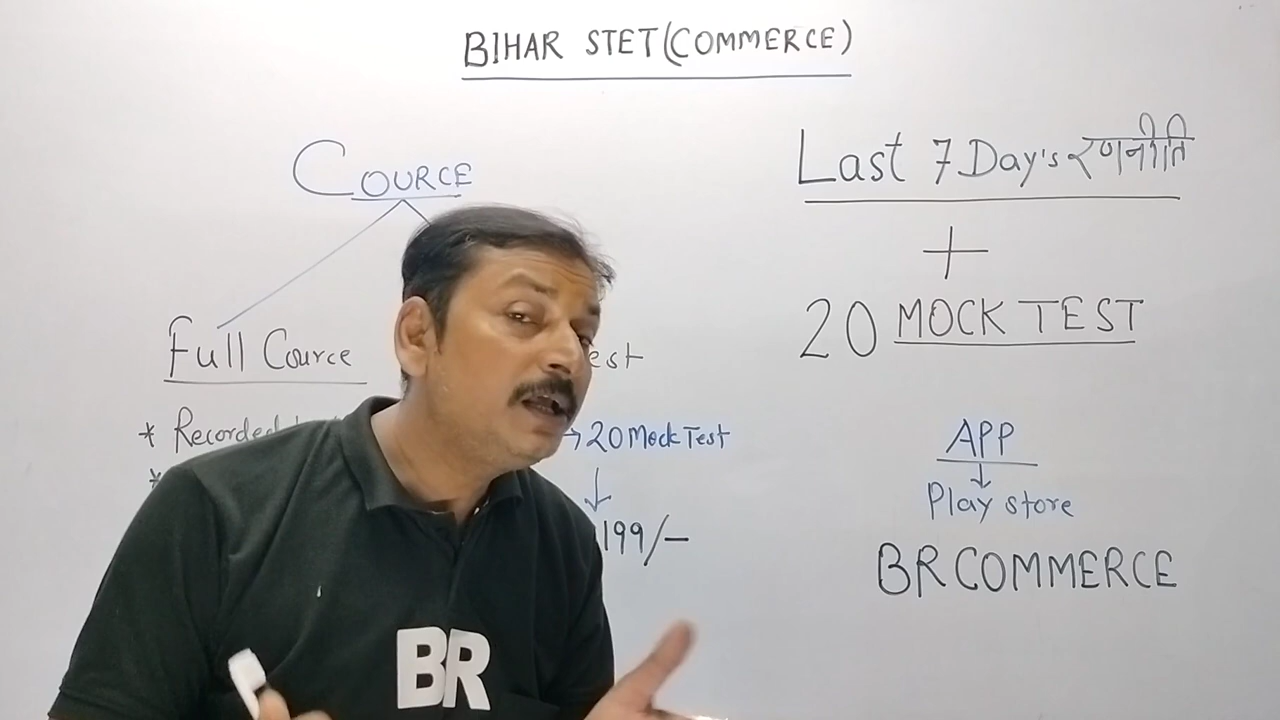 BIHAR STET (COMMERCE)
COURCE
Full Cource
* Recorded
*
est
→ 20 Mock Test
↓
199/-
Last 7 Day's रणनीति
+
20 MOCK TEST
APP
↓
Play store
BR COMMERCE
BR